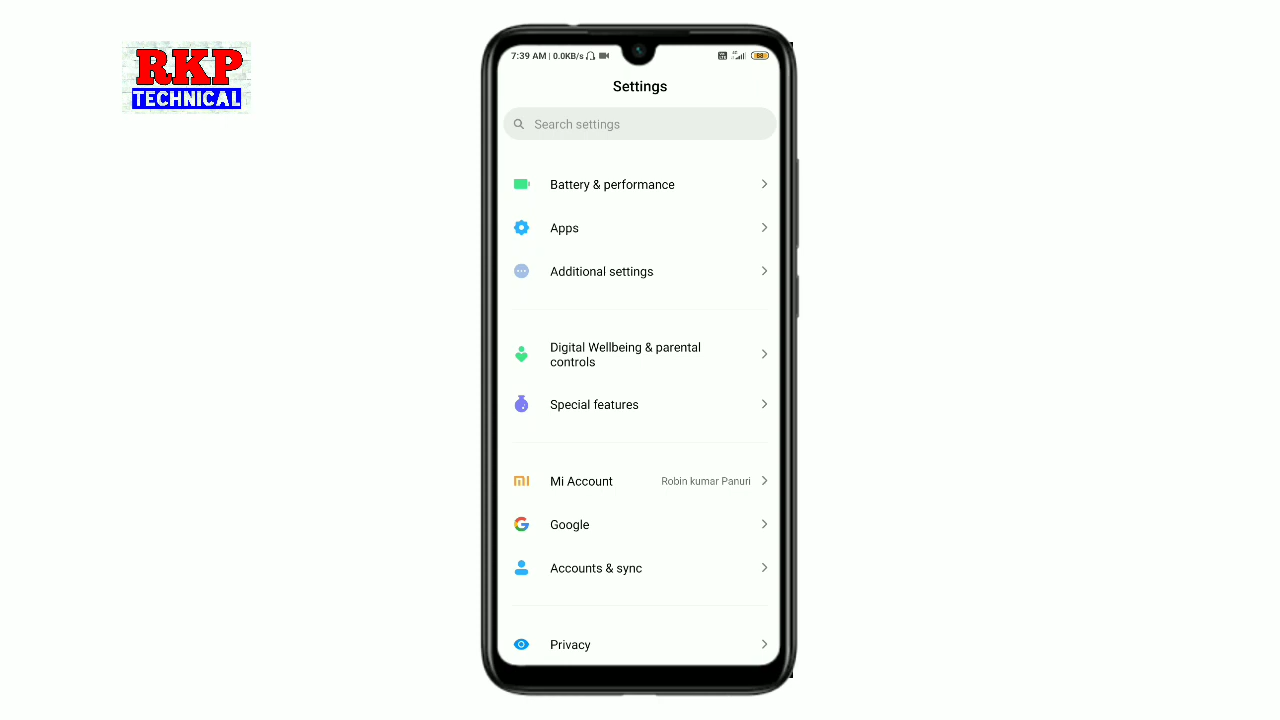 RKP
TECHNICAL
7:39 AM | 0.0KB/s
88
Settings
Search settings
Battery & performance
Apps
Additional settings
Digital Wellbeing & parental
controls
Special features
Mi Account Robin kumar Panuri
Google
Accounts & sync
Privacy